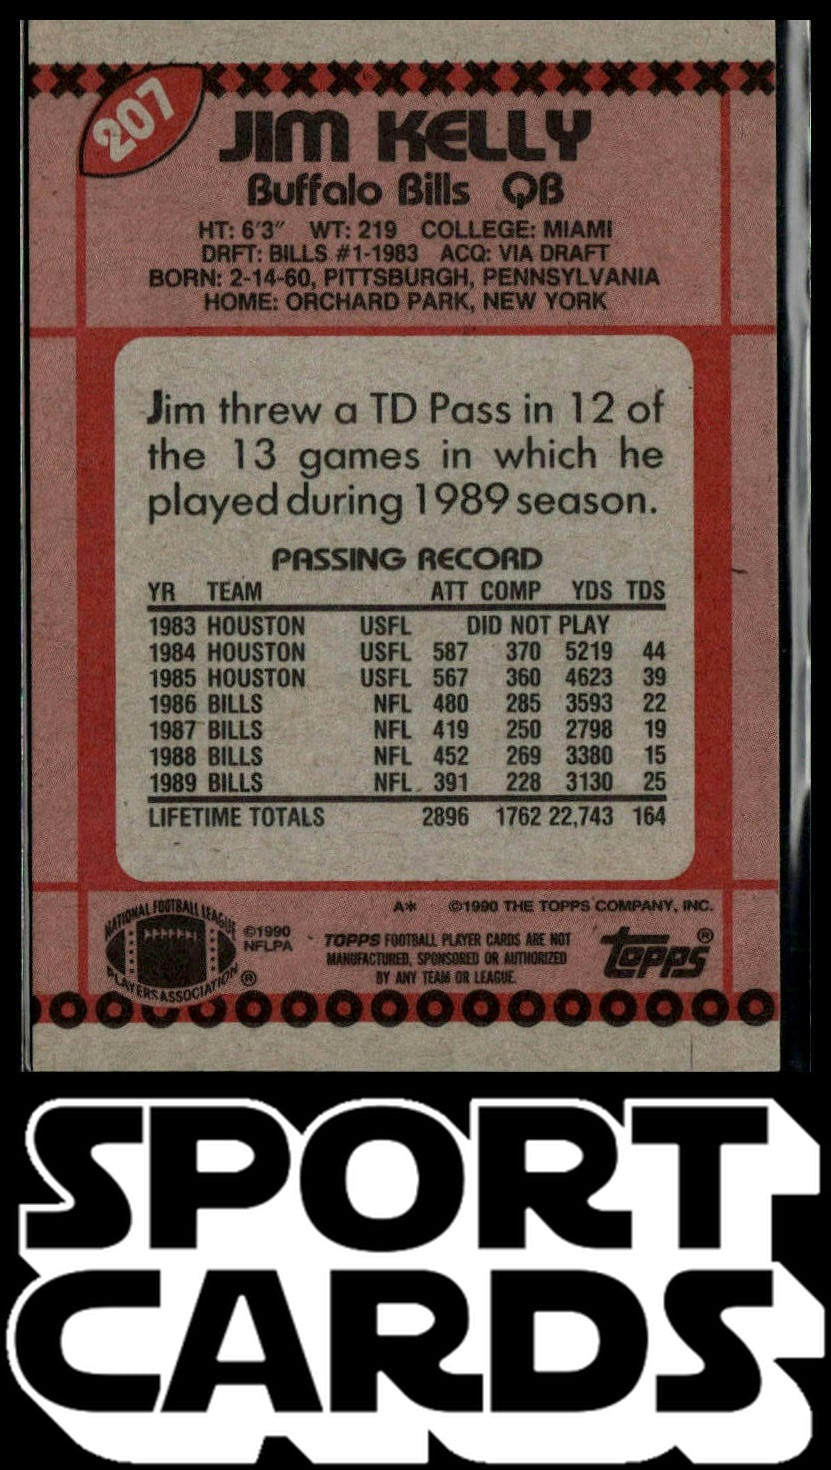 207
JIM KELLY
Buffalo Bills QB
HT: 6'3" WT: 219 COLLEGE: MIAMI
DRFT: BILLS #1-1983 ACQ: VIA DRAFT
BORN: 2-14-60, PITTSBURGH, PENNSYLVANIA
HOME: ORCHARD PARK, NEW YORK
Jim threw a TD Pass in 12 of
the 13 games in which he
played during 1989 season.
PASSING RECORD
YR TEAM ATT COMP YDS TDS
1983 HOUSTON USFL DID NOT PLAY
1984 HOUSTON USFL 587 370 5219 44
1985 HOUSTON USFL 567 360 4623 39
1986 BILLS NFL 480 285 3593 22
1987 BILLS NFL 419 250 2798 19
1988 BILLS NFL 452 269 3380 15
1989 BILLS NFL 391 228 3130 25
LIFETIME TOTALS 2896 1762 22,743 164
A* ©1990 THE TOPPS COMPANY, INC.
NATIONAL FOOTBALL LEAGUE
PLAYERS ASSOCIATION ®
©1990
NFLPA
TOPPS FOOTBALL PLAYER CARDS ARE NOT
MANUFACTURED, SPONSORED OR AUTHORIZED
BY ANY TEAM OR LEAGUE.
topps ®
SPORT
CARDS